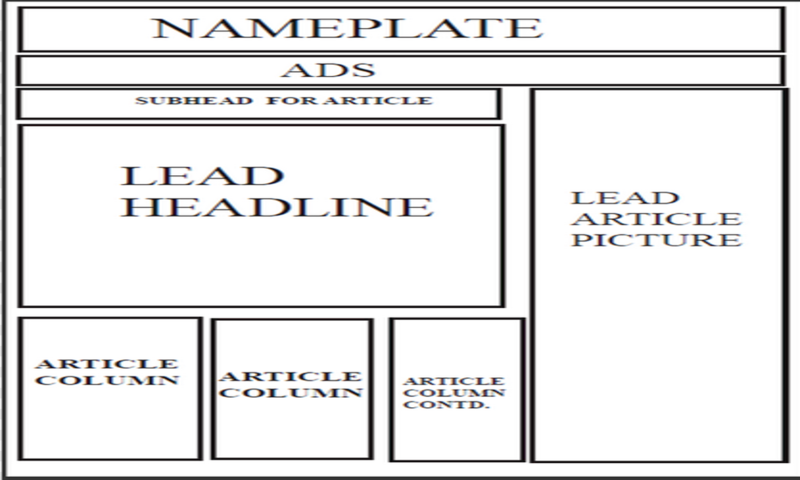 NAMEPLATE
ADS
SUBHEAD FOR ARTICLE
LEAD
HEADLINE
LEAD
ARTICLE
PICTURE
ARTICLE
COLUMN
ARTICLE
COLUMN
ARTICLE
COLUMN
CONTD.